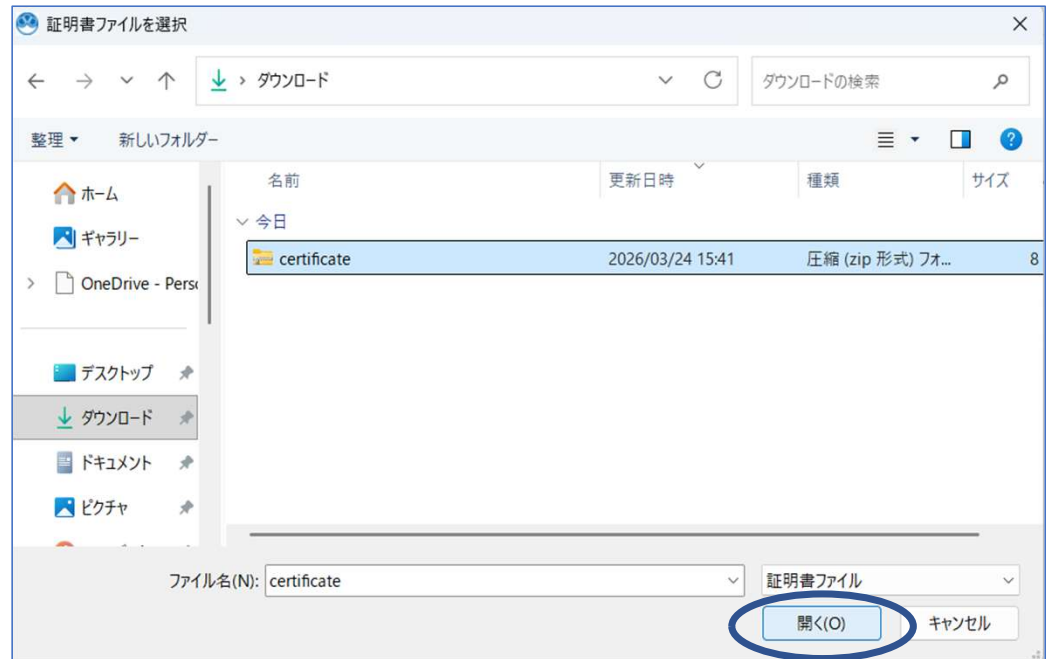 証明書ファイルを選択
ダウンロード
ダウンロードの検索
整理
新しいフォルダー
ホーム
ギャラリー
OneDrive - Perso
デスクトップ
ダウンロード
ドキュメント
ピクチャ
名前 更新日時 種類 サイズ
今日
certificate 2026/03/24 15:41 圧縮 (zip 形式) フォ... 8
ファイル名(N): certificate 証明書ファイル
開く(O) キャンセル